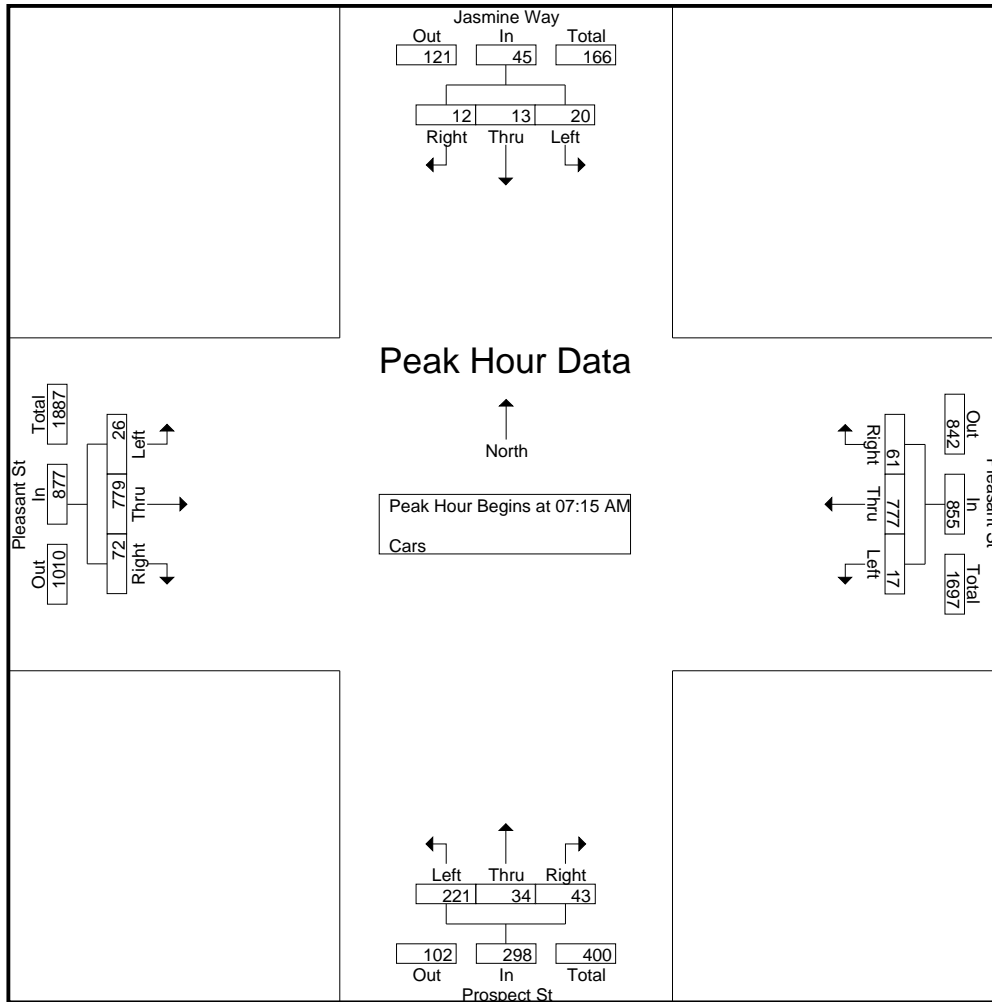 Jasmine Way
Out In Total
121 45 166
12 13 20
Right Thru Left
Peak Hour Data
North
Peak Hour Begins at 07:15 AM
Cars
Pleasant St
Total In Out
1887 877 1010
26 779 72
Left Thru Right
Pleasant St
Out In Total
842 855 1697
61 777 17
Right Thru Left
Left Thru Right
221 34 43
102 298 400
Out In Total
Prospect St